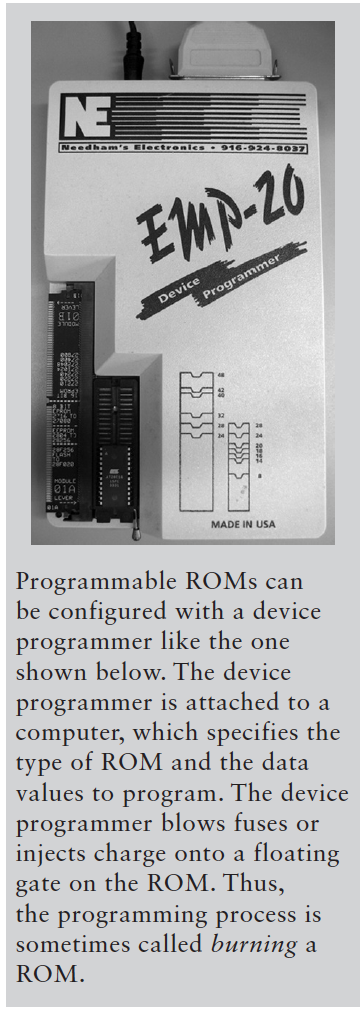 NE
Needham's Electronics • 916-924-8037
EMP-20
Device Programmer
48
42
40
32
28
24
28
24
20
18
16
14
8
MODULE
01A
LEVER
MADE IN USA
Programmable ROMs can
be configured with a device
programmer like the one
shown below. The device
programmer is attached to a
computer, which specifies the
type of ROM and the data
values to program. The device
programmer blows fuses or
injects charge onto a floating
gate on the ROM. Thus,
the programming process is
sometimes called burning a
ROM.